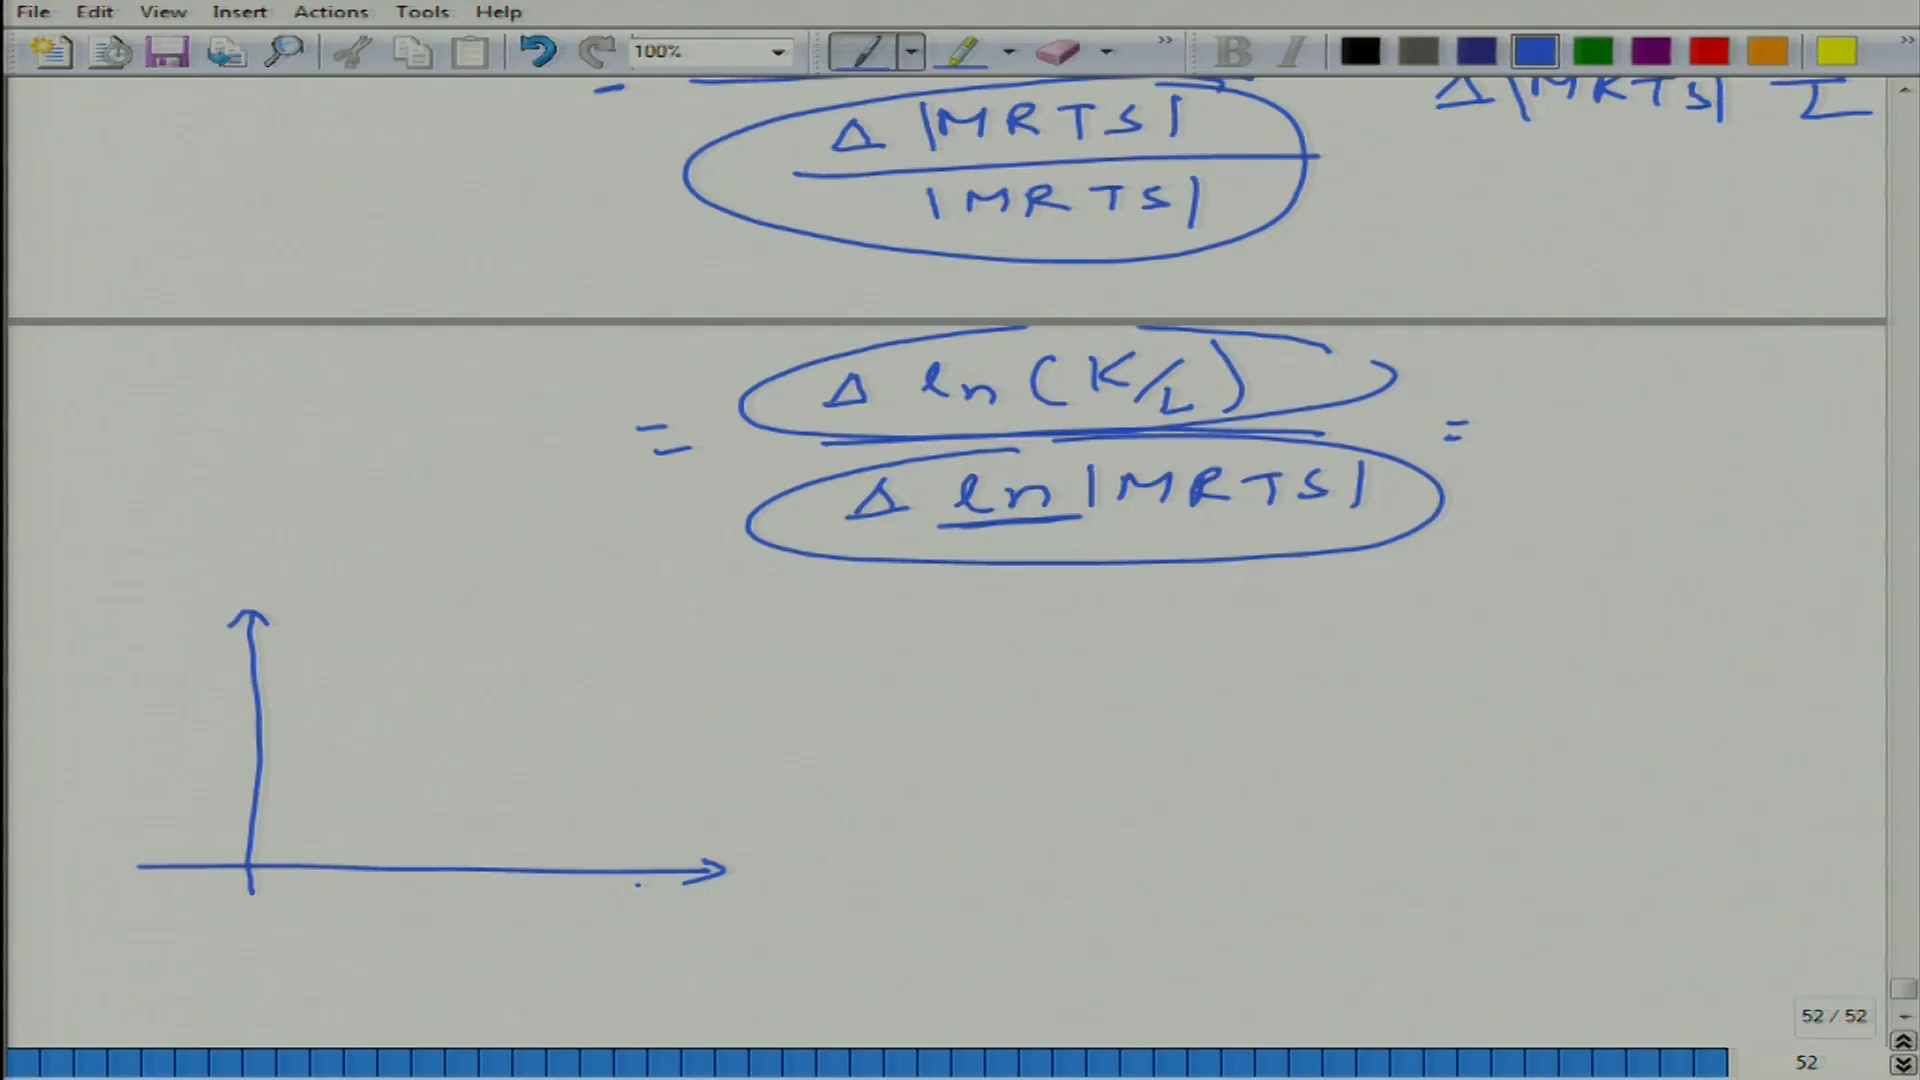 File Edit View Insert Actions Tools Help
100% B I
Δ |MRTS|
Δ |MRTS|
|MRTS|
= Δ ln (K/L) =
Δ ln |MRTS|
52 / 52
52